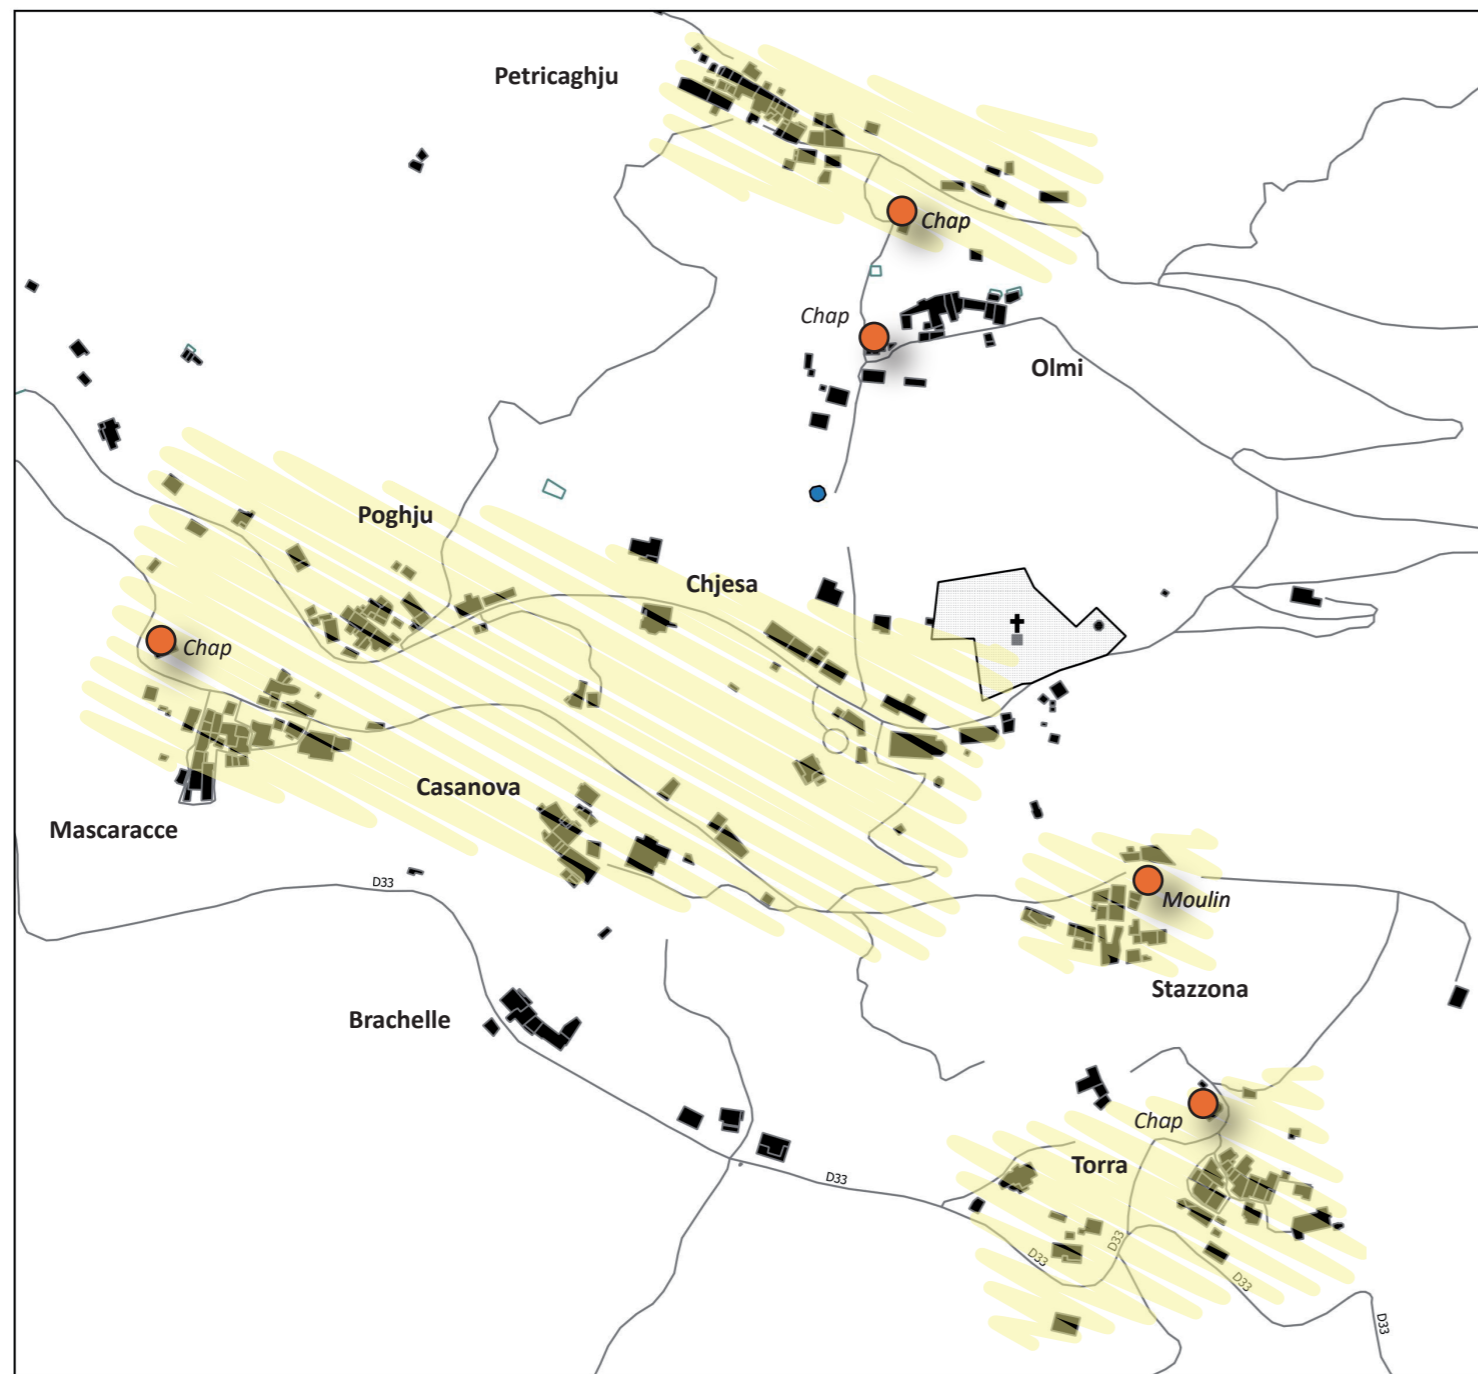 Petricaghju
Chap
Chap
Olmi
Poghju
Chjesa
Chap
Casanova
Mascaracce
D33
Moulin
Stazzona
Brachelle
Chap
Torra
D33
D33
D33
D33
D33